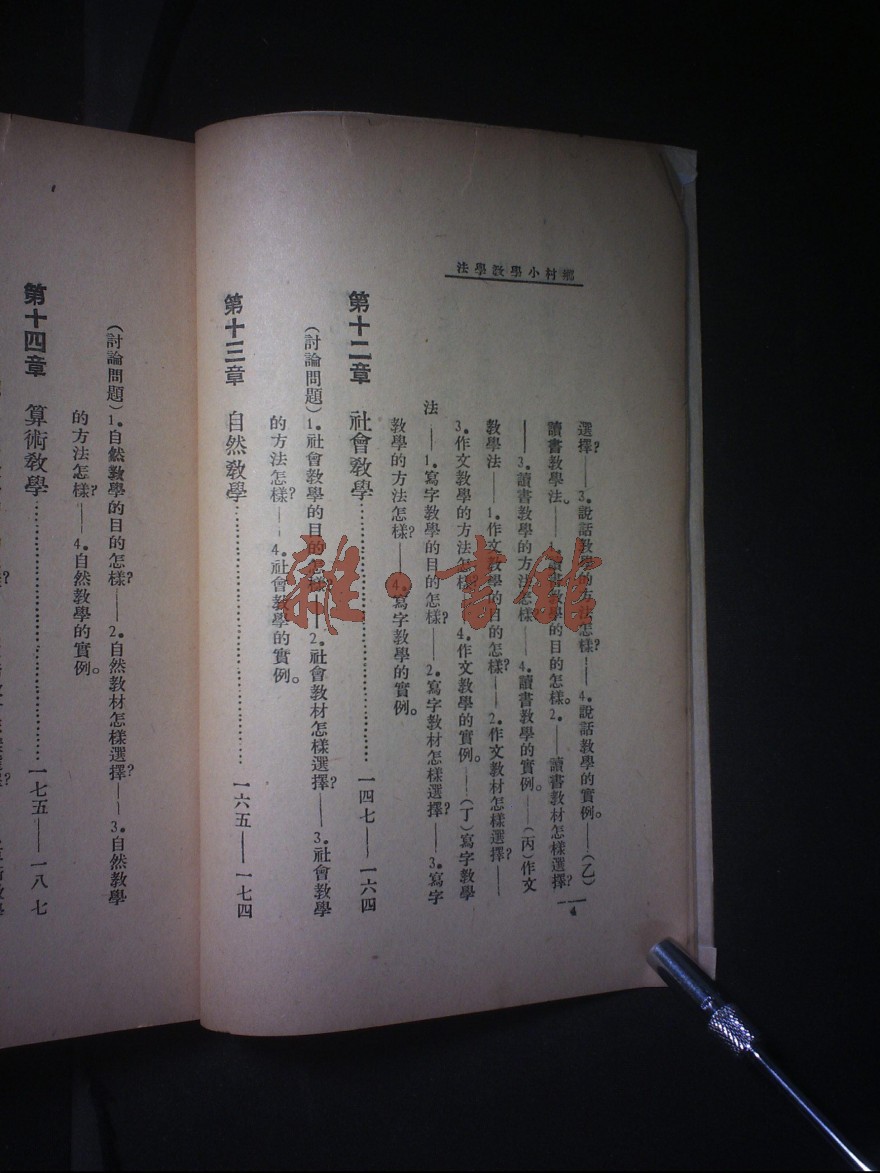 鄉村小學教學法
選擇？——3.說話教學的方法怎樣？——4.說話教學的實例。——(乙)
讀書教學法。——1.讀書教學的目的怎樣。2.——讀書教材怎樣選擇？
——3.讀書教學的方法怎樣——4.讀書教學的實例。——(丙)作文
教學法——1.作文教學的目的怎樣？——2.作文教材怎樣選擇？——
3.作文教學的方法怎樣？4.作文教學的實例。——(丁)寫字教學
法——1.寫字教學的目的怎樣？——2.寫字教材怎樣選擇？——3.寫字
教學的方法怎樣？——4.寫字教學的實例。
第十二章 社會教學……一四七——一六四
(討論問題)1.社會教學的目的怎樣？——2.社會教材怎樣選擇？——3.社會教學
的方法怎樣？——4.社會教學的實例。
第十三章 自然教學……一六五——一七四
4
(討論問題)1.自然教學的目的怎樣？——2.自然教材怎樣選擇？——3.自然教學
的方法怎樣？——4.自然教學的實例。
第十四章 算術教學……一七五——一八七
雜·書館